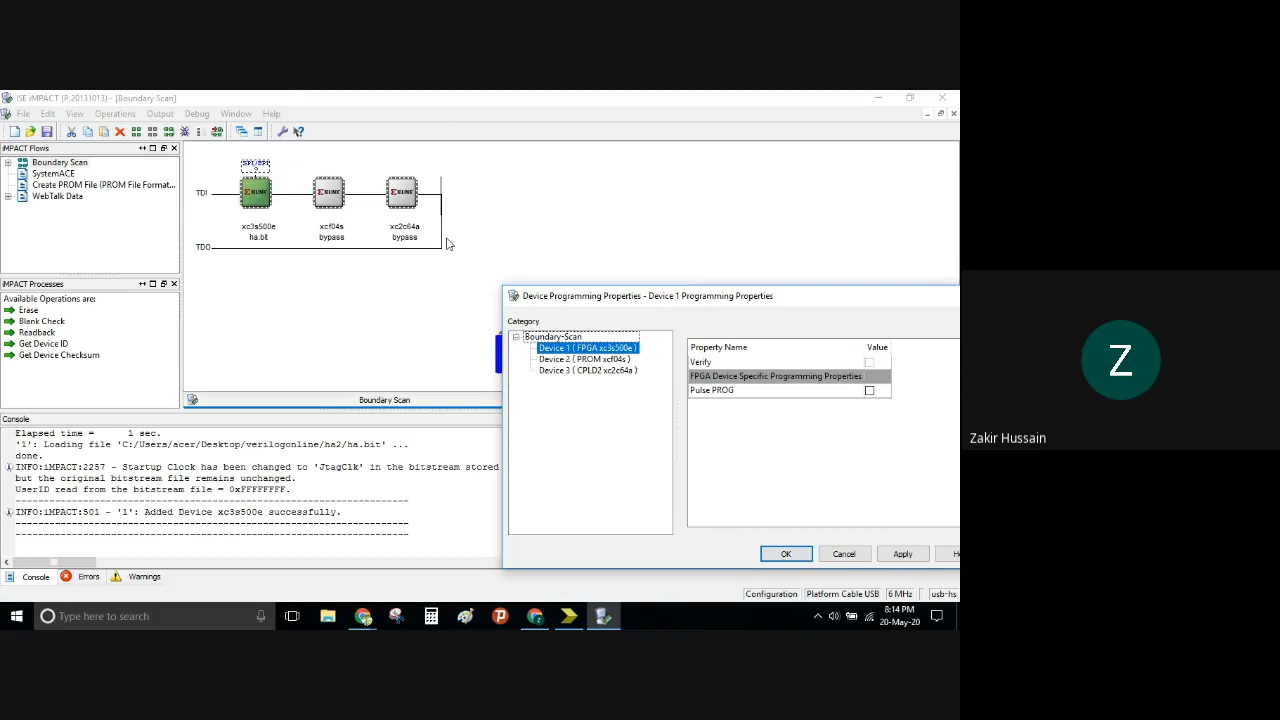 ISE iMPACT (P.20131013) - [Boundary Scan]
File Edit View Operations Output Debug Window Help
iMPACT Flows
Boundary Scan
SystemACE
Create PROM File (PROM File Format...
WebTalk Data
SPI/BPI
?
TDI
XILINX XILINX XILINX
xc3s500e xcf04s xc2c64a
ha.bit bypass bypass
TDO
iMPACT Processes
Available Operations are:
Erase
Blank Check
Readback
Get Device ID
Get Device Checksum
Boundary Scan
Device Programming Properties - Device 1 Programming Properties
Category
Boundary-Scan
Device 1 ( FPGA xc3s500e )
Device 2 ( PROM xcf04s )
Device 3 ( CPLD2 xc2c64a )
Property Name Value
Verify
FPGA Device Specific Programming Properties
Pulse PROG
OK Cancel Apply He
Console
Elapsed time = 1 sec.
'1': Loading file 'C:/Users/acer/Desktop/verilogonline/ha2/ha.bit' ...
done.
INFO:iMPACT:2257 - Startup Clock has been changed to 'JtagClk' in the bitstream stored
but the original bitstream file remains unchanged.
UserID read from the bitstream file = 0xFFFFFFFF.
----------------------------------------------------------------------
INFO:iMPACT:501 - '1': Added Device xc3s500e successfully.
----------------------------------------------------------------------
----------------------------------------------------------------------
Console Errors Warnings
Configuration Platform Cable USB 6 MHz usb-hs
Type here to search
8:14 PM
20-May-20
Z
Zakir Hussain